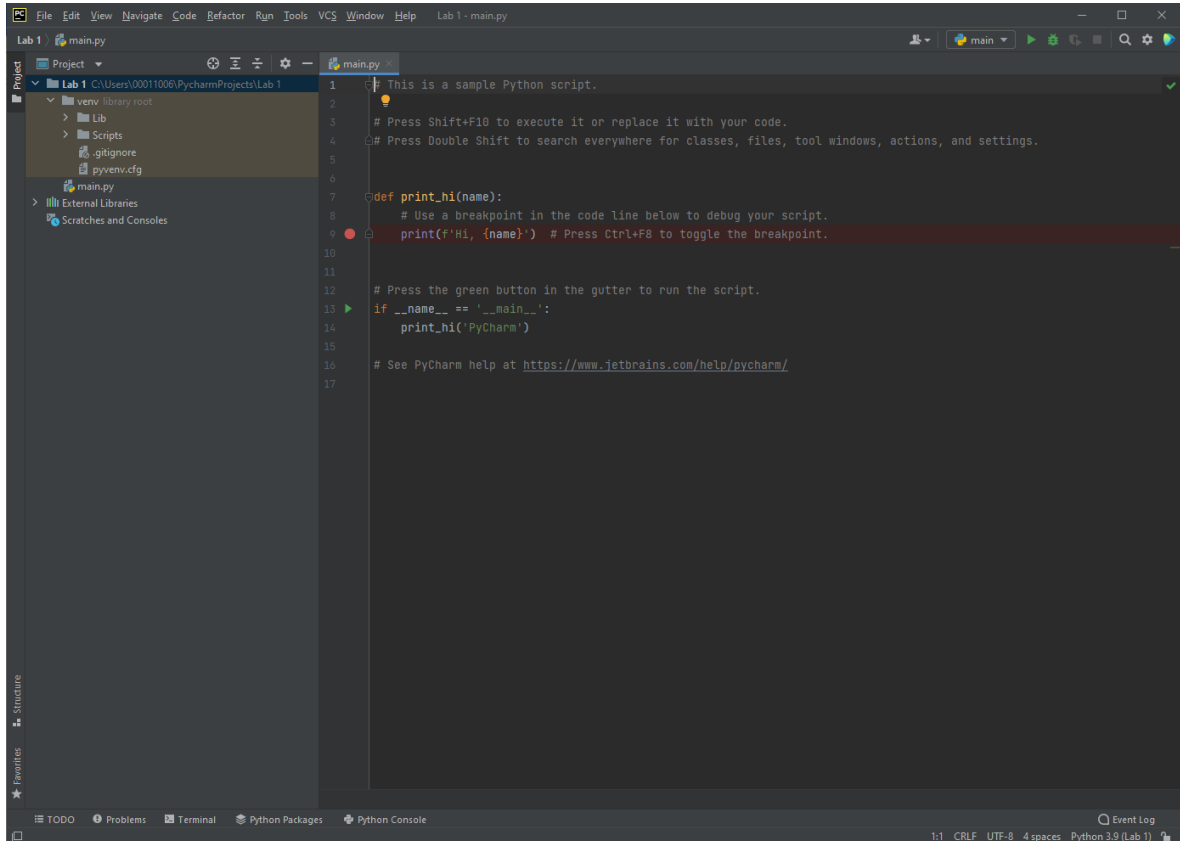 PC File Edit View Navigate Code Refactor Run Tools VCS Window Help Lab 1 - main.py
Lab 1 main.py main
Project main.py
Project
Lab 1 C:\Users\00011006\PycharmProjects\Lab 1
venv library root
Lib
Scripts
.gitignore
pyvenv.cfg
main.py
External Libraries
Scratches and Consoles
1 # This is a sample Python script.
2
3 # Press Shift+F10 to execute it or replace it with your code.
4 # Press Double Shift to search everywhere for classes, files, tool windows, actions, and settings.
5
6
7 def print_hi(name):
8 # Use a breakpoint in the code line below to debug your script.
9 print(f'Hi, {name}') # Press Ctrl+F8 to toggle the breakpoint.
10
11
12 # Press the green button in the gutter to run the script.
13 if __name__ == '__main__':
14 print_hi('PyCharm')
15
16 # See PyCharm help at https://www.jetbrains.com/help/pycharm/
17
Structure
Favorites
TODO Problems Terminal Python Packages Python Console Event Log
1:1 CRLF UTF-8 4 spaces Python 3.9 (Lab 1)